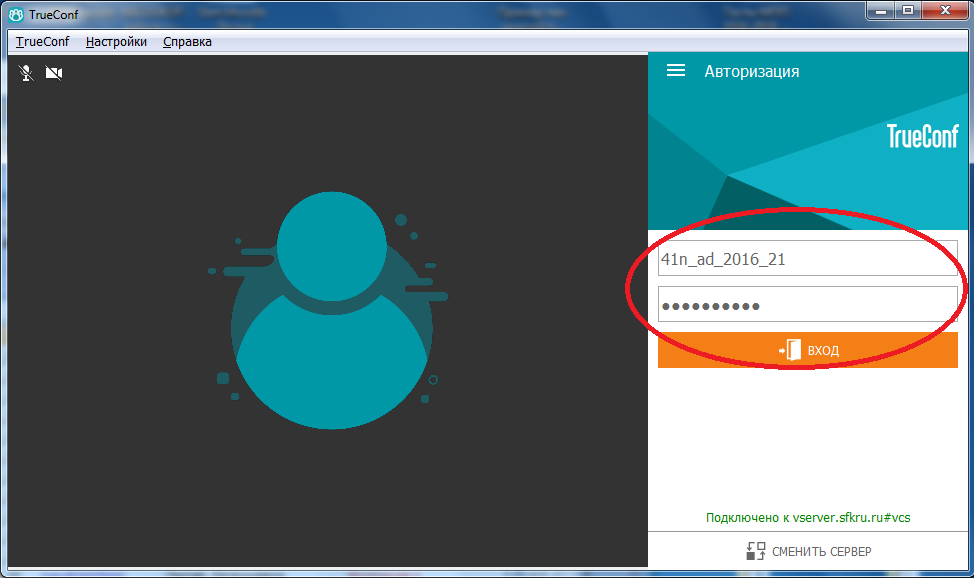 TrueConf
TrueConf Настройки Справка
Авторизация
TrueConf
41n_ad_2016_21
●●●●●●●●●●
ВХОД
Подключено к vserver.sfkru.ru#vcs
СМЕНИТЬ СЕРВЕР